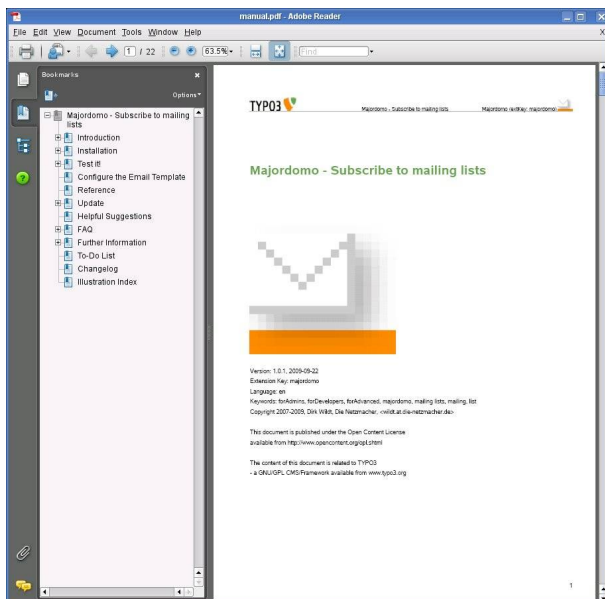 manual.pdf - Adobe Reader
File Edit View Document Tools Window Help
1 / 22 63.5% Find
Bookmarks
Options
Majordomo - Subscribe to mailing lists
Introduction
Installation
Test it!
Configure the Email Template
Reference
Update
Helpful Suggestions
FAQ
Further Information
To-Do List
Changelog
Illustration Index
TYPO3 Majordomo - Subscribe to mailing lists Majordomo (extKey: majordomo)
Majordomo - Subscribe to mailing lists
Version: 1.0.1, 2009-09-22
Extension Key: majordomo
Language: en
Keywords: forAdmins, forDevelopers, forAdvanced, majordomo, mailing lists, mailing, list
Copyright 2007-2009, Dirk Wildt, Die Netzmacher, <wildt.at.die-netzmacher.de>
This document is published under the Open Content License
available from http://www.opencontent.org/opl.shtml
The content of this document is related to TYPO3
- a GNU/GPL CMS/Framework available from www.typo3.org
1